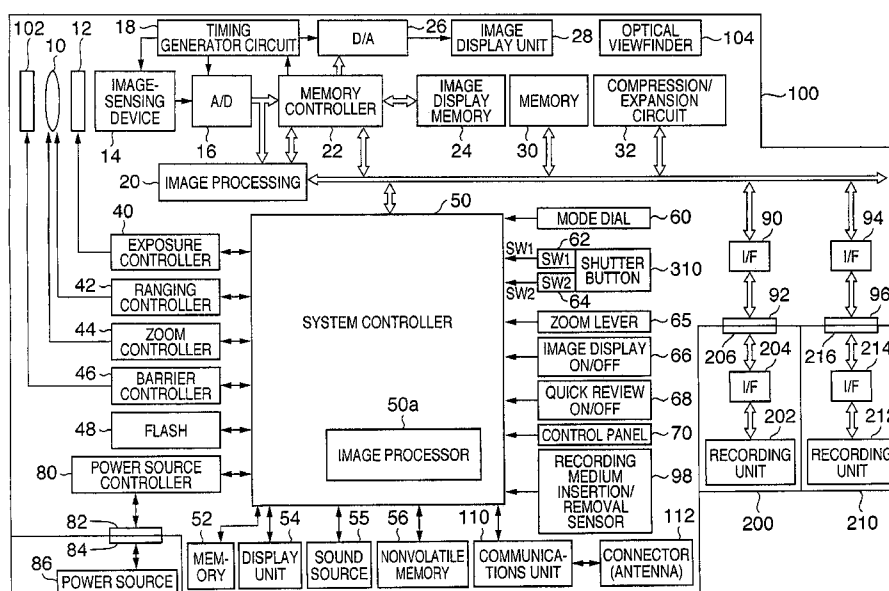 102 10 12 18 TIMING GENERATOR CIRCUIT D/A 26 IMAGE DISPLAY UNIT 28 OPTICAL VIEWFINDER 104
IMAGE-SENSING DEVICE 14
A/D 16
MEMORY CONTROLLER 22
IMAGE DISPLAY MEMORY 24
MEMORY 30
COMPRESSION/EXPANSION CIRCUIT 32
100
20 IMAGE PROCESSING
50
SYSTEM CONTROLLER
50a
IMAGE PROCESSOR
40
EXPOSURE CONTROLLER
42
RANGING CONTROLLER
44
ZOOM CONTROLLER
46
BARRIER CONTROLLER
48
FLASH
80
POWER SOURCE CONTROLLER
82
84
86
POWER SOURCE
MODE DIAL 60
SW1 62
SW1 SHUTTER BUTTON 310
SW2
SW2 64
ZOOM LEVER 65
IMAGE DISPLAY ON/OFF 66
QUICK REVIEW ON/OFF 68
CONTROL PANEL 70
RECORDING MEDIUM INSERTION/REMOVAL SENSOR 98
90 94
I/F I/F
92 96
206 204 216 214
I/F I/F
202 212
RECORDING UNIT RECORDING UNIT
200 210
52 54 55 56 110 112
MEMORY
DISPLAY UNIT
SOUND SOURCE
NONVOLATILE MEMORY
COMMUNICATIONS UNIT
CONNECTOR (ANTENNA)